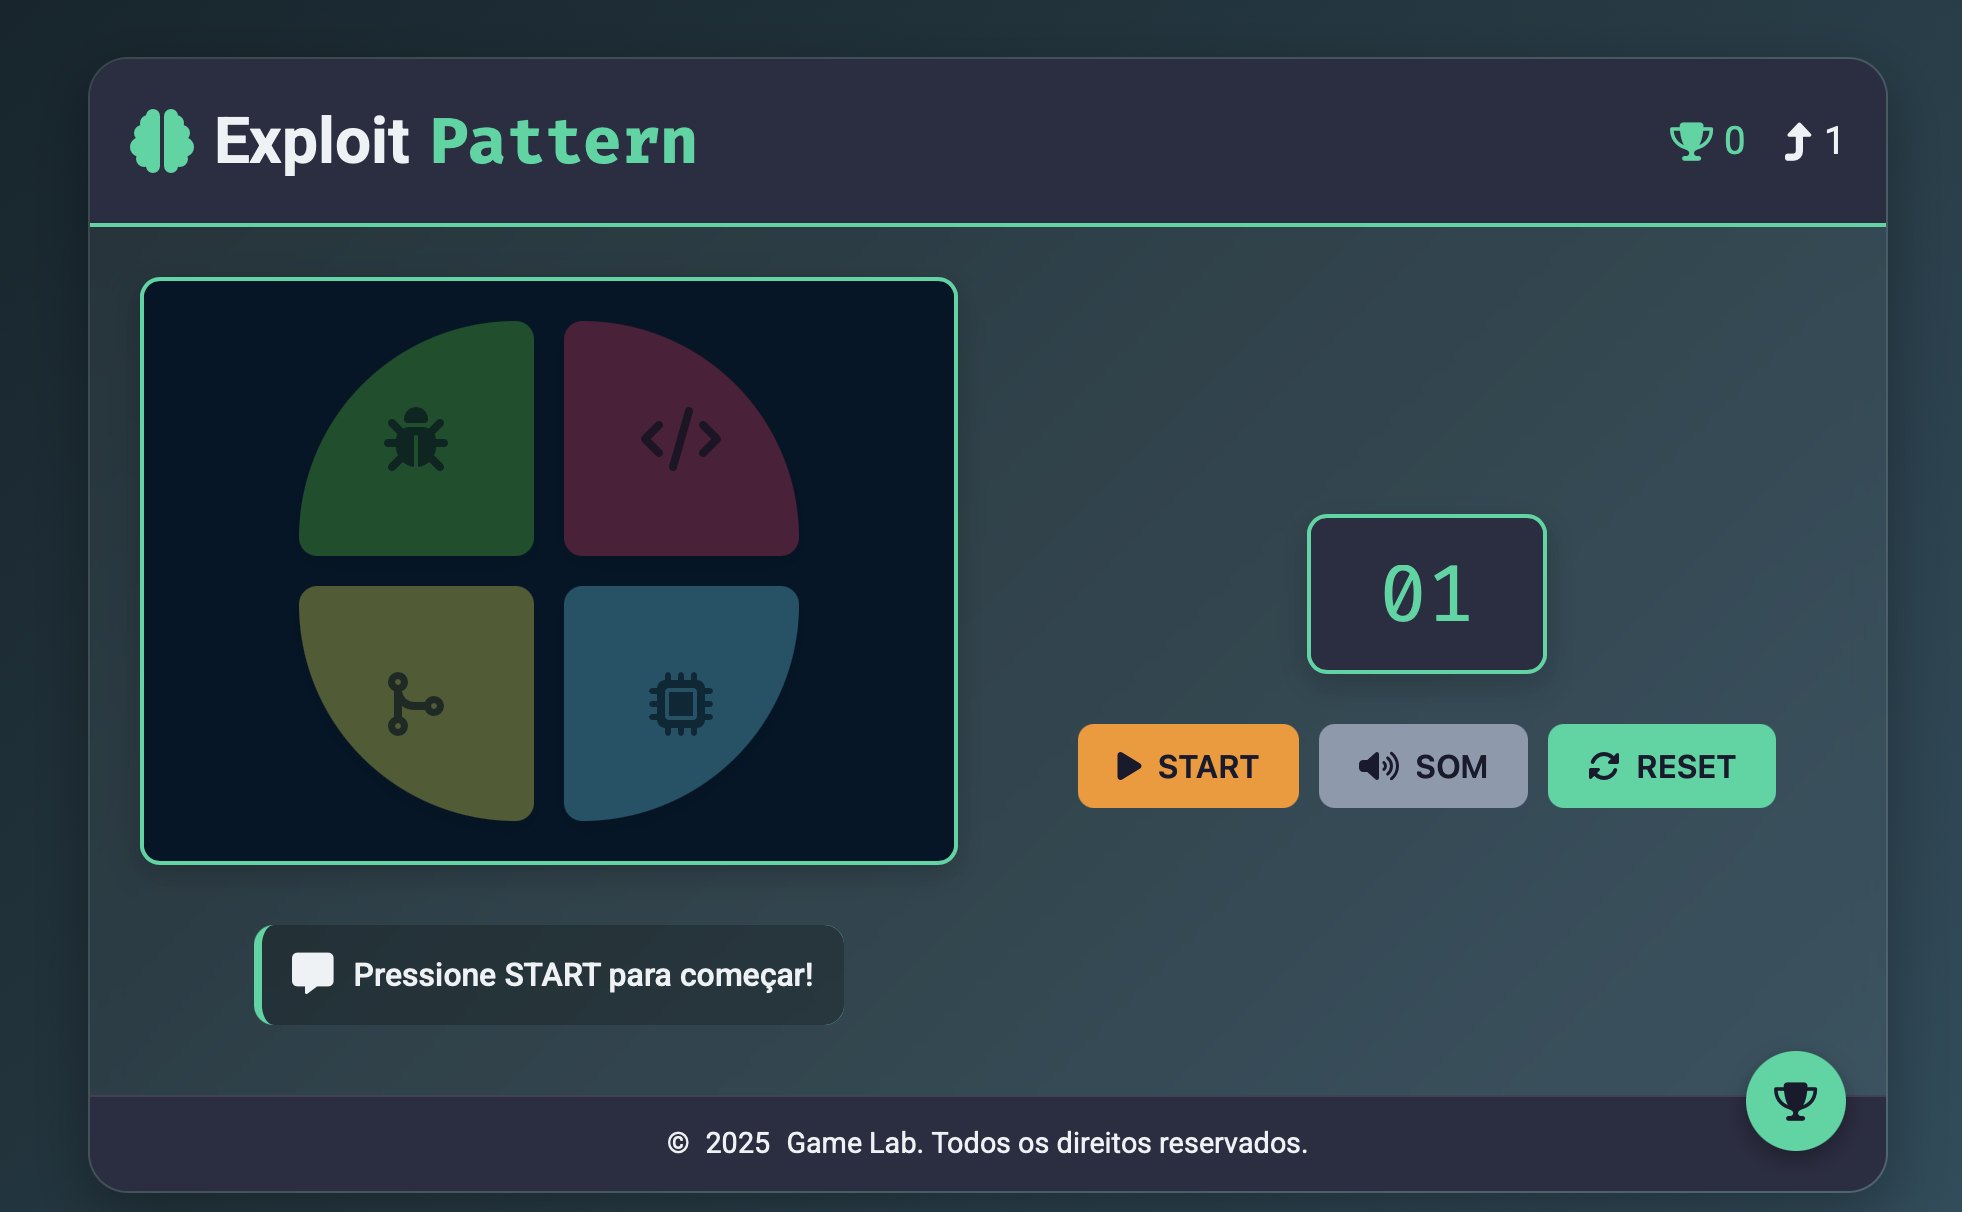 Exploit Pattern
0 1
01
START SOM RESET
Pressione START para começar!
© 2025 Game Lab. Todos os direitos reservados.